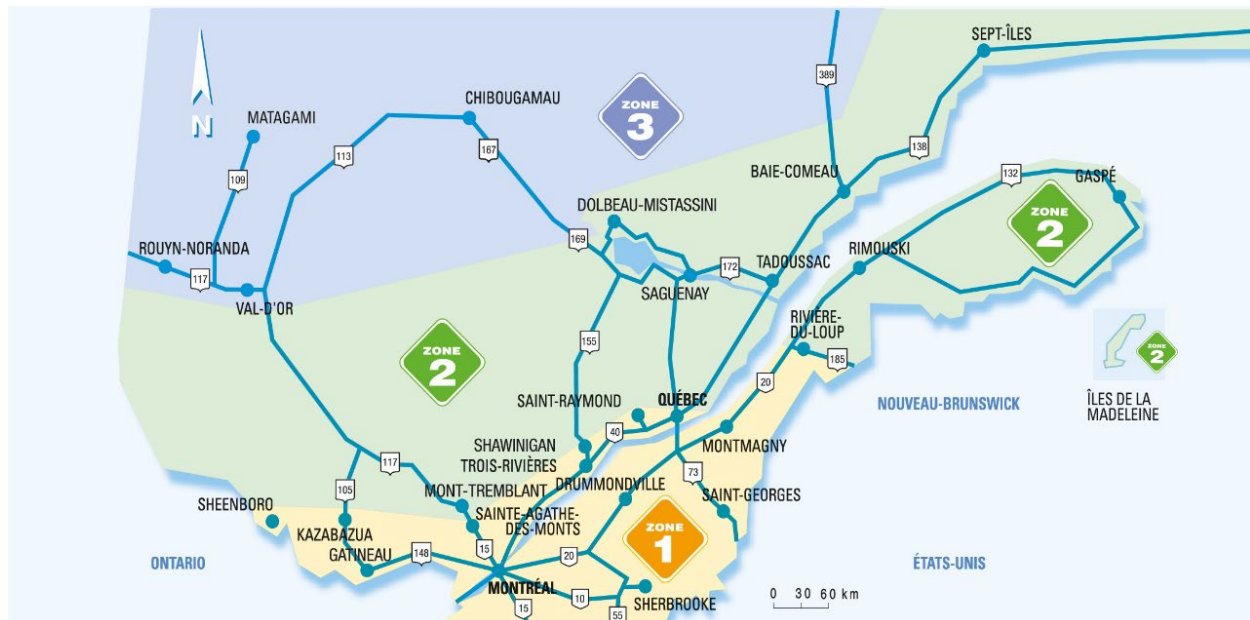 SEPT-ÎLES
389
ZONE
3
CHIBOUGAMAU
MATAGAMI
N
113
167
138
109
BAIE-COMEAU
132
GASPÉ
DOLBEAU-MISTASSINI
ZONE
2
169
ROUYN-NORANDA
RIMOUSKI
117
172
TADOUSSAC
SAGUENAY
VAL-D'OR
RIVIÈRE-
DU-LOUP
155
ZONE
2
185
ZONE
2
20
ÎLES DE LA
MADELEINE
SAINT-RAYMOND
QUÉBEC
NOUVEAU-BRUNSWICK
40
MONTMAGNY
SHAWINIGAN
TROIS-RIVIÈRES
117
73
DRUMMONDVILLE
105
MONT-TREMBLANT
SAINT-GEORGES
SHEENBORO
SAINTE-AGATHE-
DES-MONTS
ZONE
1
KAZABAZUA
GATINEAU
148
15
20
ONTARIO
ÉTATS-UNIS
MONTRÉAL
10
SHERBROOKE
15
55
0 30 60 km